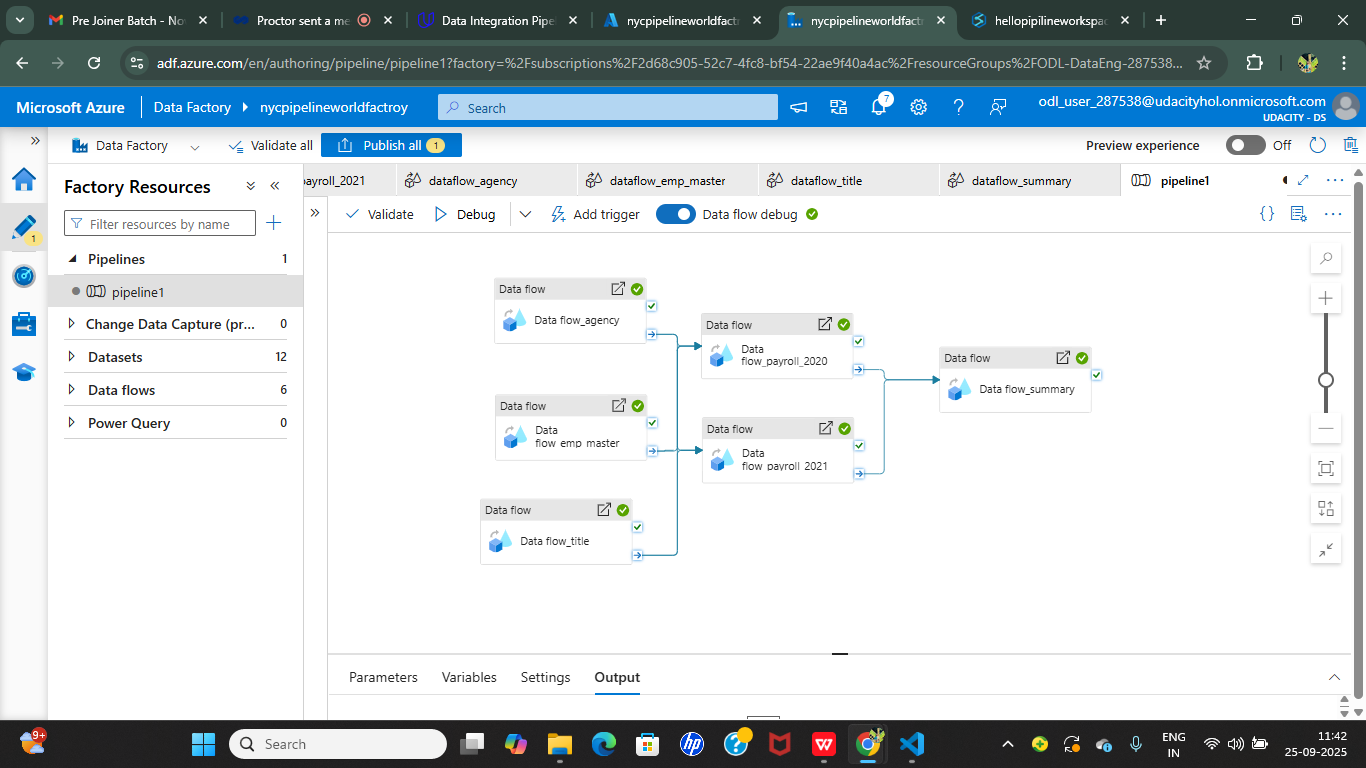 Pre Joiner Batch - No
Proctor sent a me
Data Integration Pipel
nycpipelineworldfactr
nycpipelineworldfactr
hellopipilineworkspa
adf.azure.com/en/authoring/pipeline/pipeline1?factory=%2Fsubscriptions%2F2d68c905-52c7-4fc8-bf54-22ae9f40a4ac%2FresourceGroups%2FODL-DataEng-287538...
Microsoft Azure
Data Factory
nycpipelineworldfactroy
Search
7
odl_user_287538@udacityhol.onmicrosoft.com
UDACITY - DS
Data Factory
Validate all
Publish all 1
Preview experience
Off
Factory Resources
ayroll_2021
dataflow_agency
dataflow_emp_master
dataflow_title
dataflow_summary
pipeline1
Filter resources by name
Validate
Debug
Add trigger
Data flow debug
1
Pipelines 1
pipeline1
Change Data Capture (pr... 0
Datasets 12
Data flows 6
Power Query 0
Data flow
Data flow_agency
Data flow
Data
flow_emp_master
Data flow
Data flow_title
Data flow
Data
flow_payroll_2020
Data flow
Data
flow_payroll_2021
Data flow
Data flow_summary
Parameters
Variables
Settings
Output
9+
Search
ENG
IN
11:42
25-09-2025